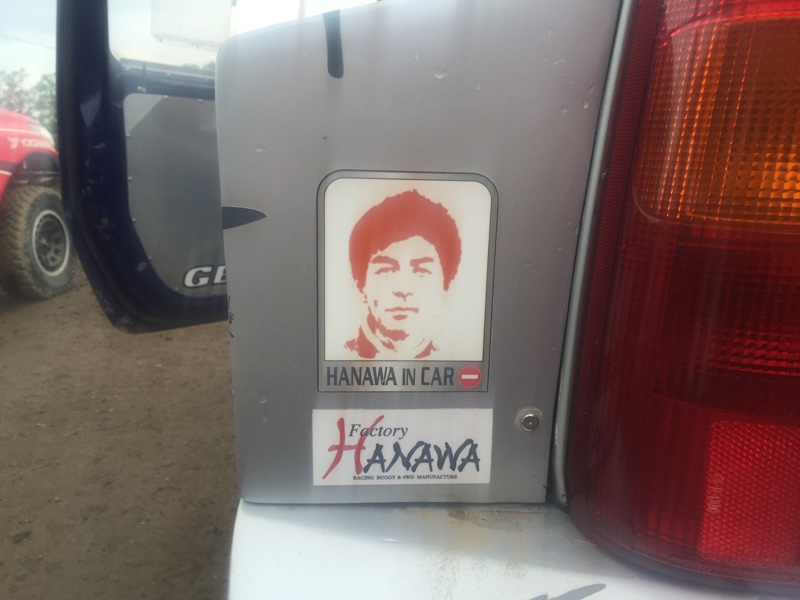 GE
HANAWA IN CAR
Factory
HANAWA
RACING BUGGY & 4WD MANUFACTURE